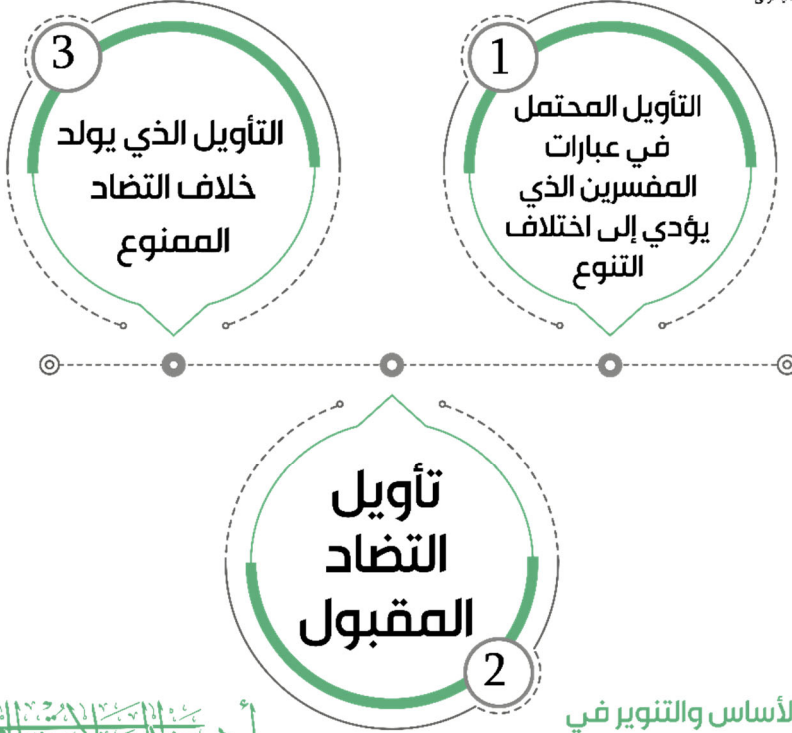 1
التأويل المحتمل
في عبارات
المفسرين الذي
يؤدي إلى اختلاف
التنوع
3
التأويل الذي يولد
خلاف التضاد
الممنوع
تأويل
التضاد
المقبول
2
لأساس والتنوير في